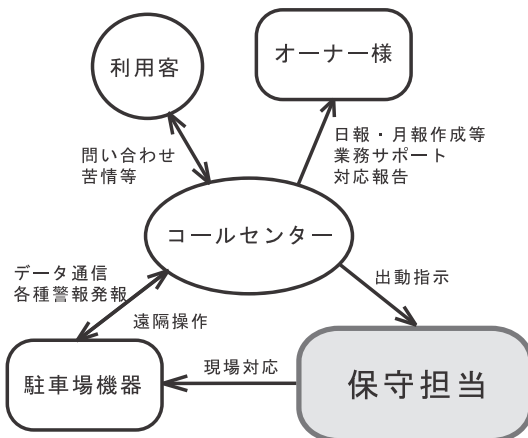 利用客
オーナー様
問い合わせ
苦情等
日報・月報作成等
業務サポート
対応報告
コールセンター
データ通信
各種警報発報
遠隔操作
出動指示
駐車場機器
現場対応
保守担当